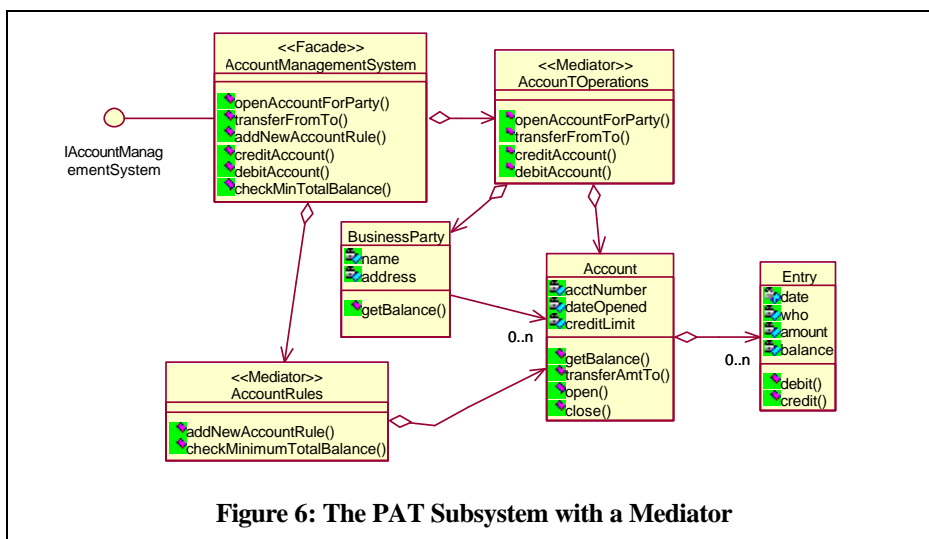 <<Facade>>
AccountManagementSystem
openAccountForParty()
transferFromTo()
addNewAccountRule()
creditAccount()
debitAccount()
checkMinTotalBalance()
IAccountManag
ementSystem
<<Mediator>>
AccounTOperations
openAccountForParty()
transferFromTo()
creditAccount()
debitAccount()
BusinessParty
name
address
getBalance()
0..n
Account
acctNumber
dateOpened
creditLimit
getBalance()
transferAmtTo()
open()
close()
0..n
Entry
date
who
amount
balance
debit()
credit()
<<Mediator>>
AccountRules
addNewAccountRule()
checkMinimumTotalBalance()
Figure 6: The PAT Subsystem with a Mediator